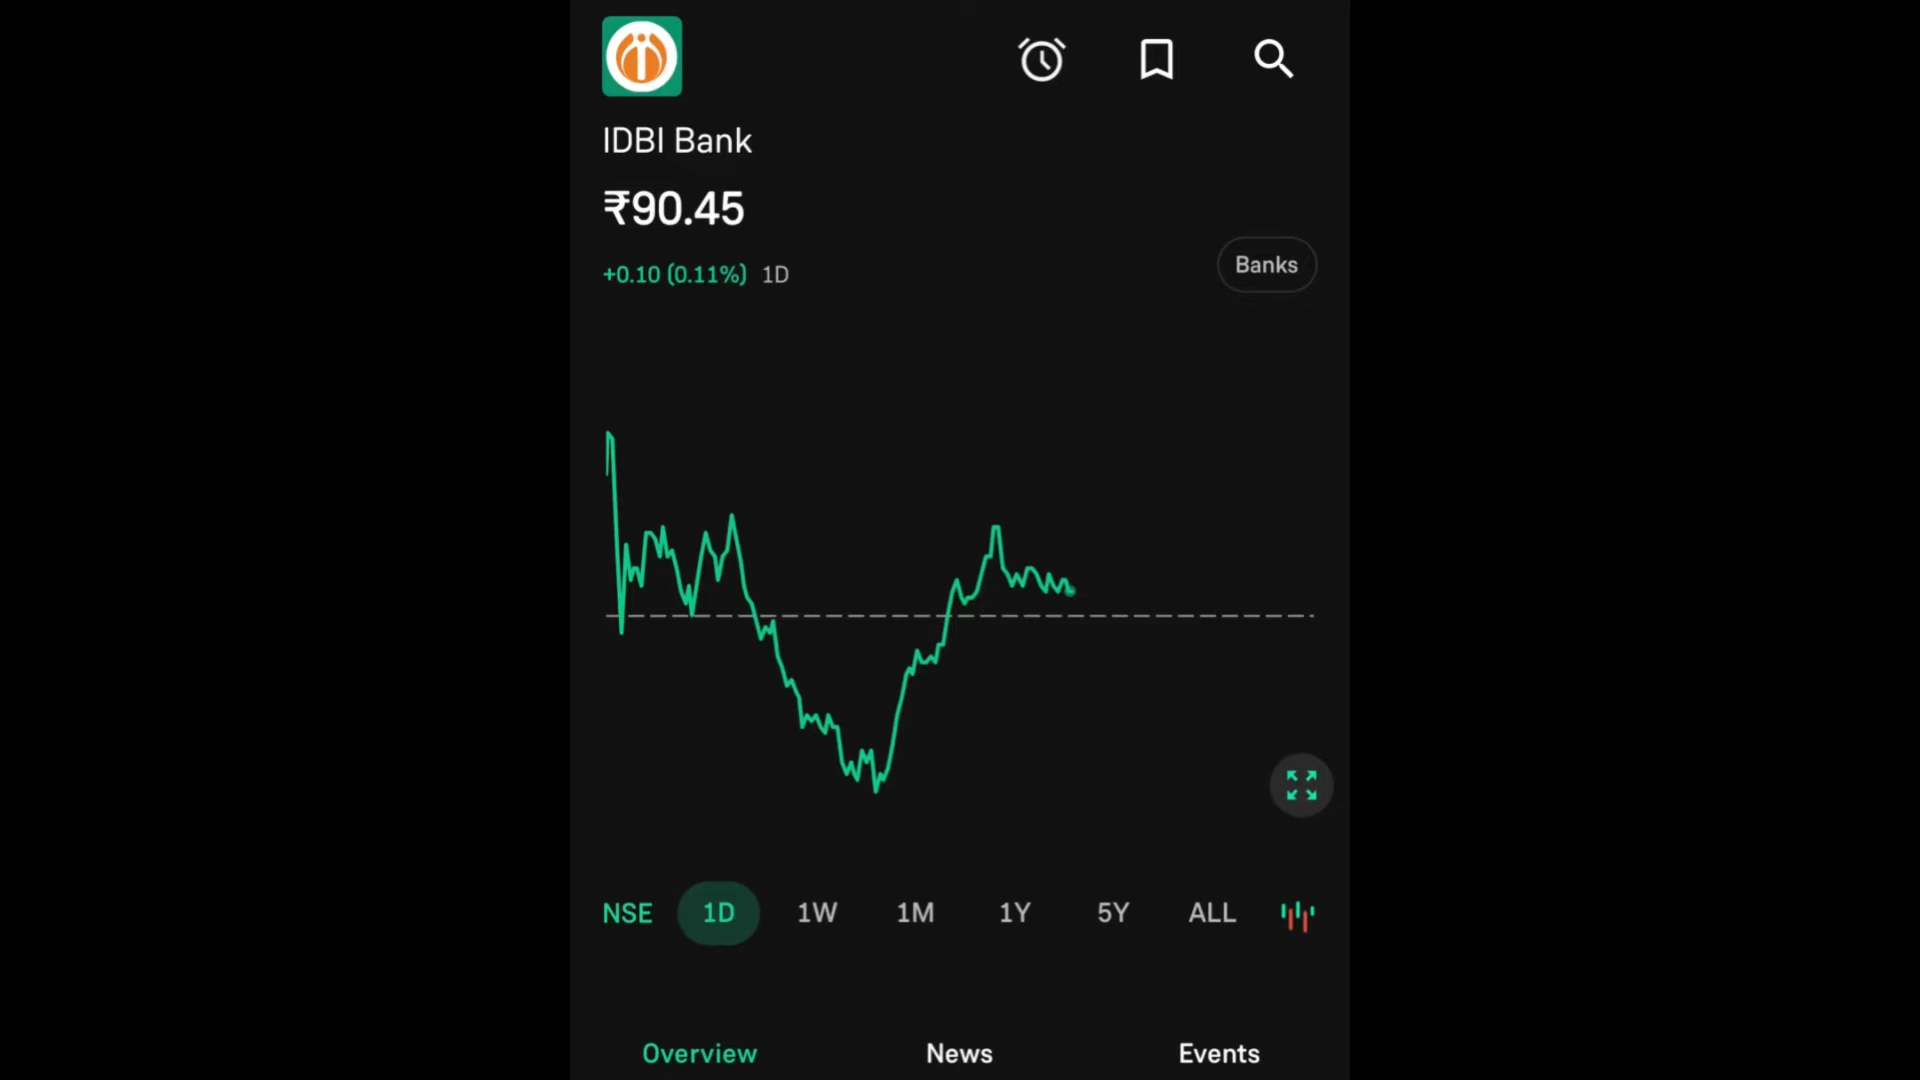 IDBI Bank
₹90.45
+0.10 (0.11%) 1D
Banks
NSE 1D 1W 1M 1Y 5Y ALL
Overview News Events